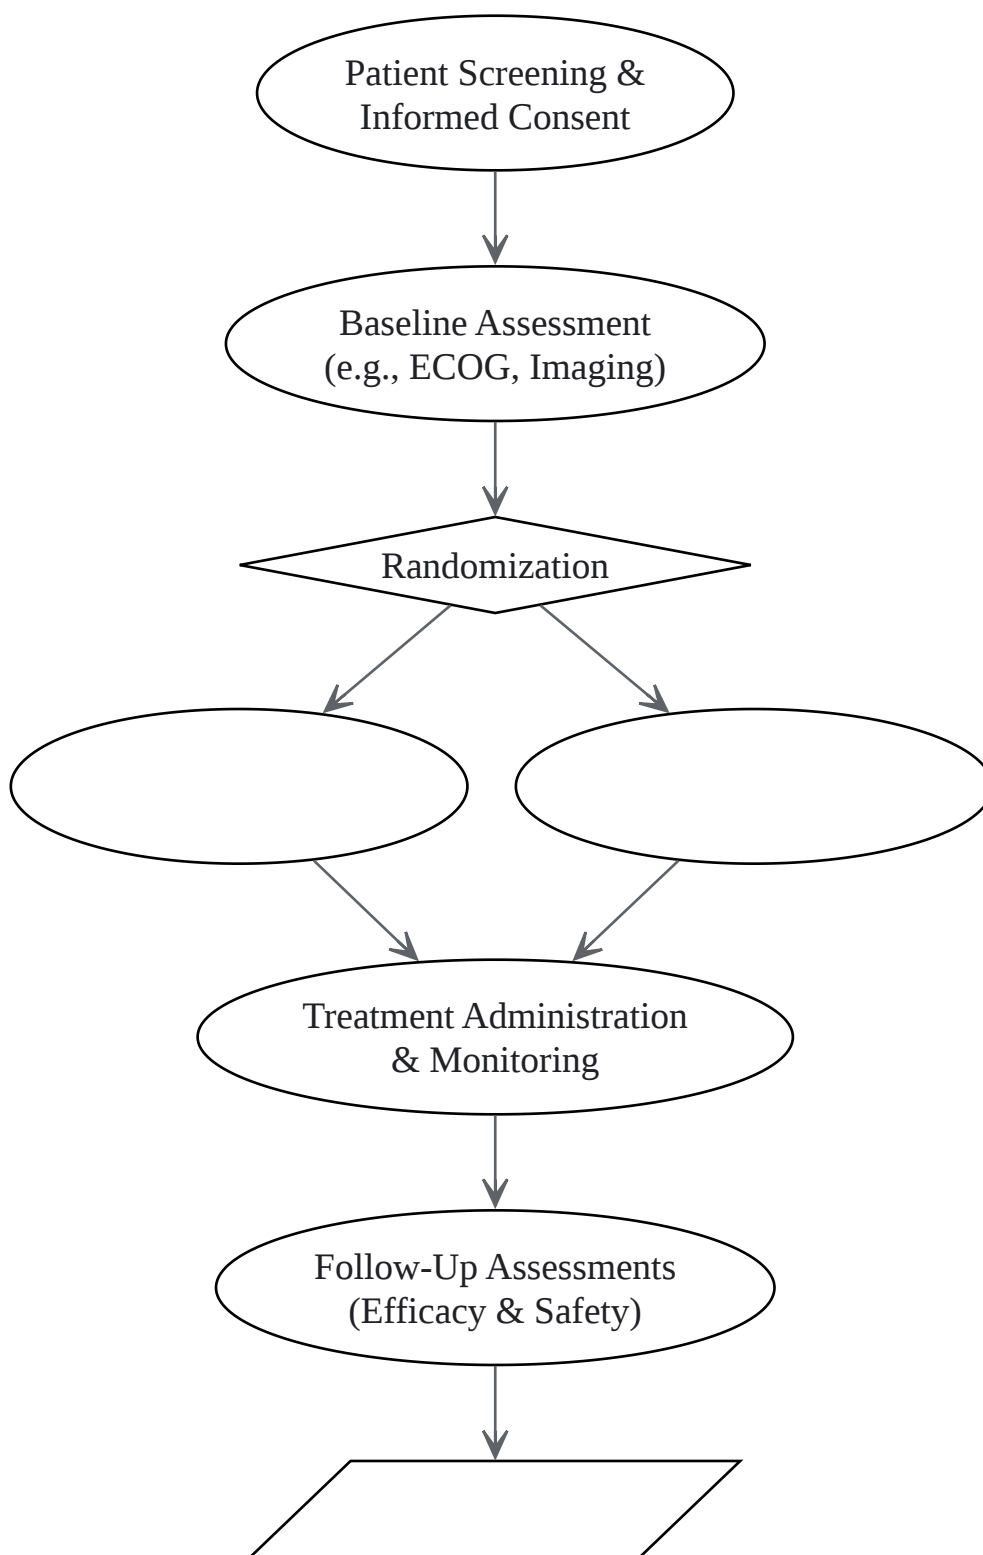 Patient Screening &
Informed Consent
Baseline Assessment
(e.g., ECOG, Imaging)
Randomization
Treatment Administration
& Monitoring
Follow-Up Assessments
(Efficacy & Safety)